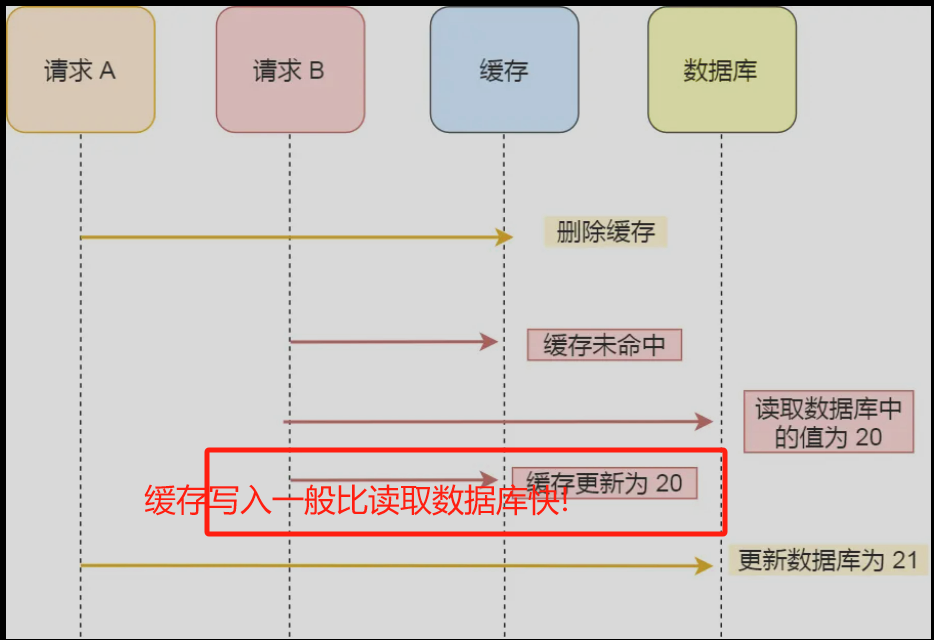 请求 A
请求 B
缓存
数据库
删除缓存
缓存未命中
读取数据库中
的值为 20
缓存更新为 20
缓存写入一般比读取数据库快!
更新数据库为 21